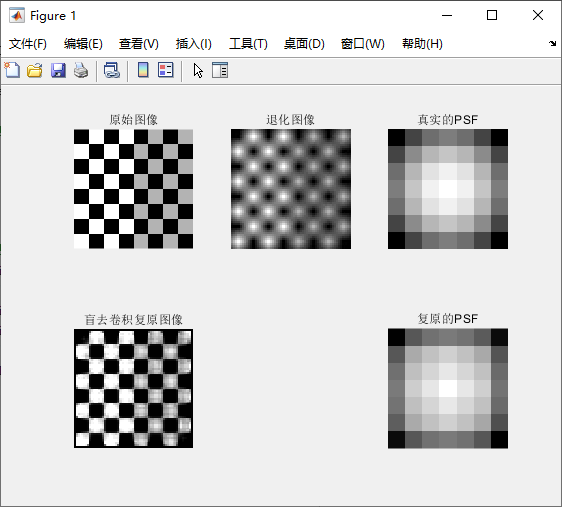 Figure 1
文件(F) 编辑(E) 查看(V) 插入(I) 工具(T) 桌面(D) 窗口(W) 帮助(H)
原始图像 退化图像 真实的PSF
盲去卷积复原图像 复原的PSF